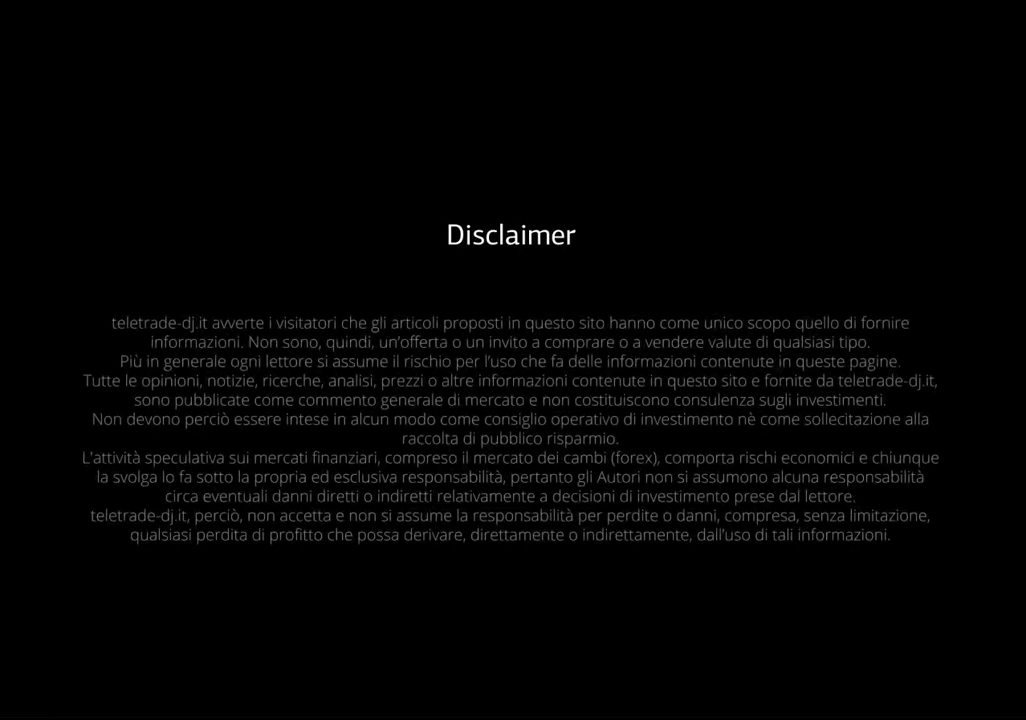 Disclaimer
teletrade-dj.it avverte i visitatori che gli articoli proposti in questo sito hanno come unico scopo quello di fornire
informazioni. Non sono, quindi, un'offerta o un invito a comprare o a vendere valute di qualsiasi tipo.
Più in generale ogni lettore si assume il rischio per l'uso che fa delle informazioni contenute in queste pagine.
Tutte le opinioni, notizie, ricerche, analisi, prezzi o altre informazioni contenute in questo sito e fornite da teletrade-dj.it,
sono pubblicate come commento generale di mercato e non costituiscono consulenza sugli investimenti.
Non devono perciò essere intese in alcun modo come consiglio operativo di investimento nè come sollecitazione alla
raccolta di pubblico risparmio.
L'attività speculativa sui mercati finanziari, compreso il mercato dei cambi (forex), comporta rischi economici e chiunque
la svolga lo fa sotto la propria ed esclusiva responsabilità, pertanto gli Autori non si assumono alcuna responsabilità
circa eventuali danni diretti o indiretti relativamente a decisioni di investimento prese dal lettore.
teletrade-dj.it, perciò, non accetta e non si assume la responsabilità per perdite o danni, compresa, senza limitazione,
qualsiasi perdita di profitto che possa derivare, direttamente o indirettamente, dall'uso di tali informazioni.